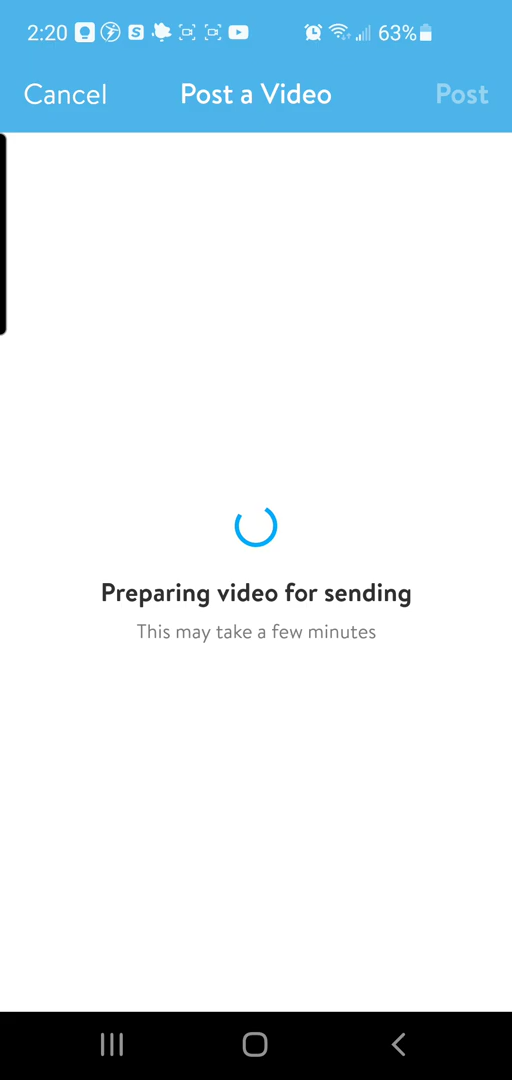 2:20 S 63%
Cancel Post a Video Post
Preparing video for sending
This may take a few minutes